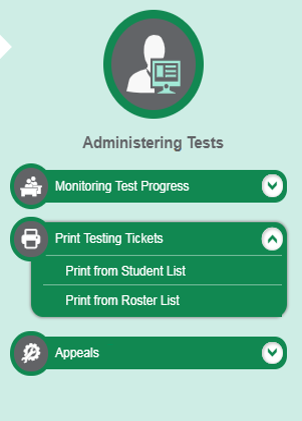 Administering Tests
Monitoring Test Progress
Print Testing Tickets
Print from Student List
Print from Roster List
Appeals